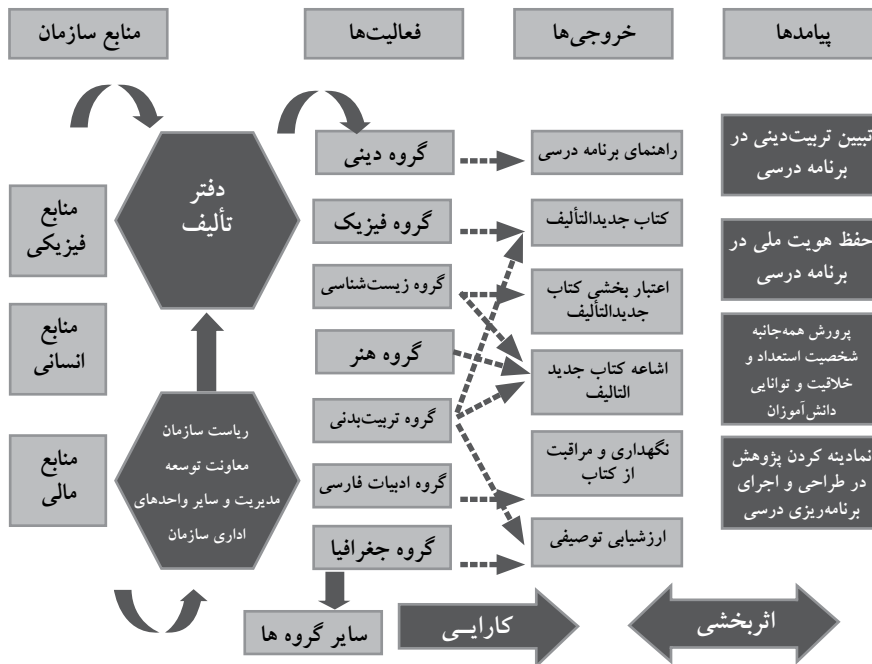 منابع سازمان
فعالیت‌ها
خروجی‌ها
پیامدها
منابع
فیزیکی
منابع
انسانی
منابع
مالی
دفتر
تألیف
ریاست سازمان
معاونت توسعه
مدیریت و سایر واحدهای
اداری سازمان
گروه دینی
گروه فیزیک
گروه زیست‌شناسی
گروه هنر
گروه تربیت‌بدنی
گروه ادبیات فارسی
گروه جغرافیا
سایر گروه ها
راهنمای برنامه درسی
کتاب جدیدالتألیف
اعتبار بخشی کتاب
جدیدالتألیف
اشاعه کتاب جدید
التالیف
نگهداری و مراقبت
از کتاب
ارزشیابی توصیفی
تبیین تربیت‌دینی در
برنامه درسی
حفظ هویت ملی در
برنامه درسی
پرورش همه‌جانبه
شخصیت استعداد و
خلاقیت و توانایی
دانش‌آموزان
نمادینه کردن پژوهش
در طراحی و اجرای
برنامه‌ریزی درسی
کارایـی
اثربخشی